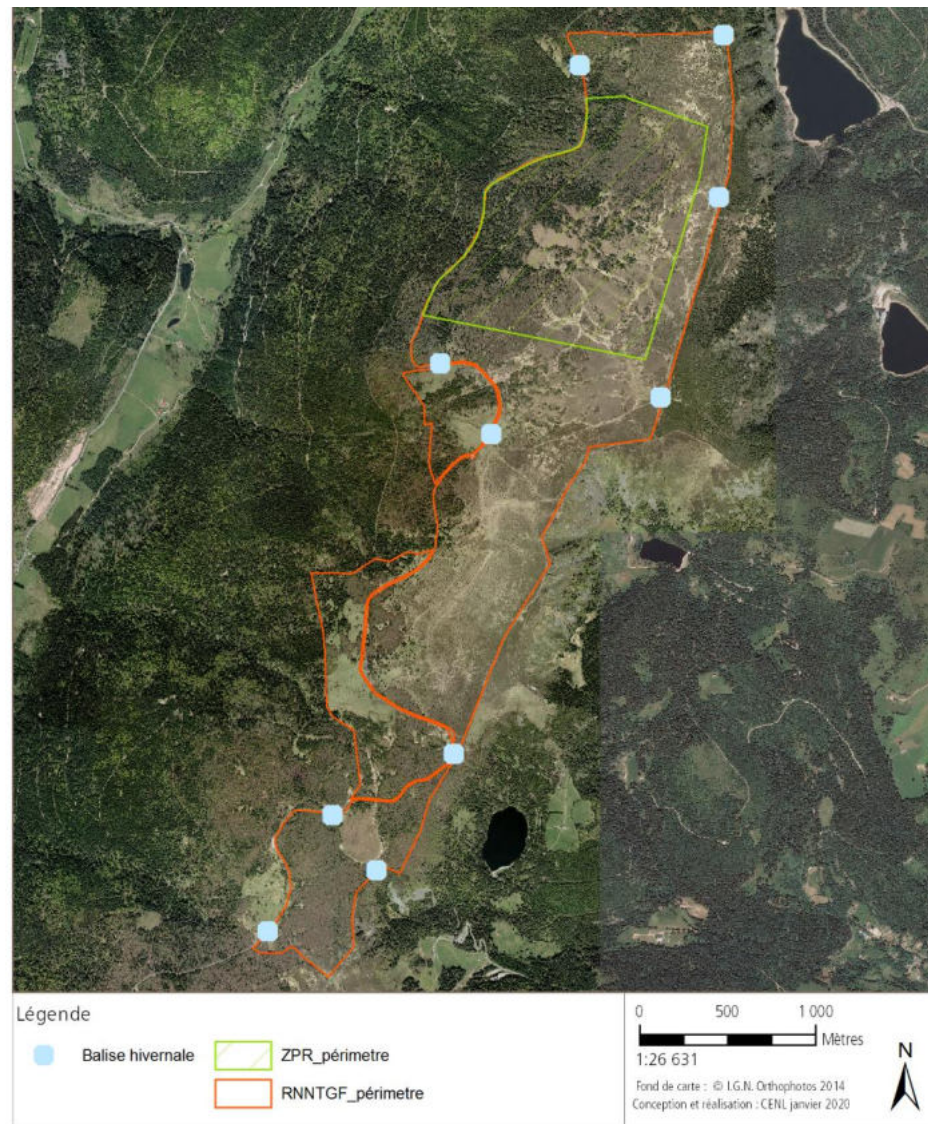 Légende
Balise hivernale
ZPR_périmetre
RNNTGF_périmetre
0 500 1 000
Mètres
1:26 631
N
Fond de carte : © I.G.N. Orthophotos 2014
Conception et réalisation : CENL janvier 2020